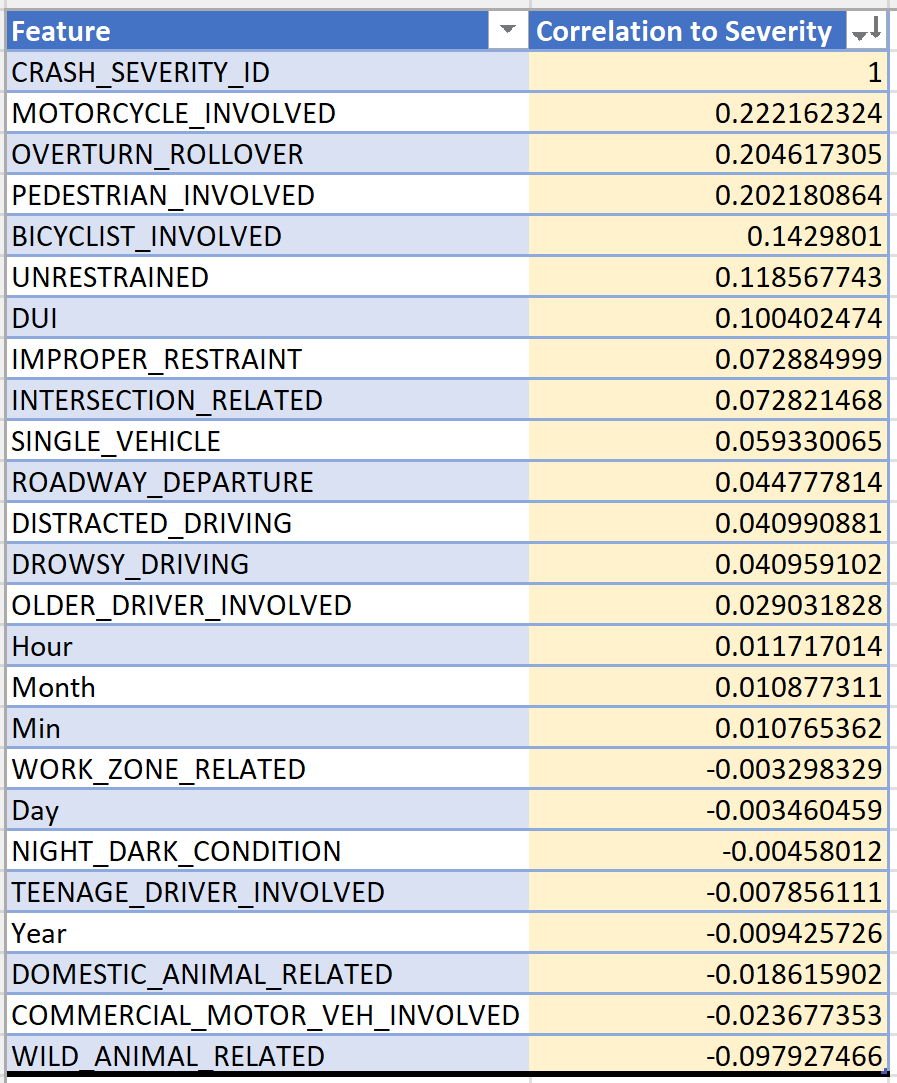 Feature Correlation to Severity
CRASH_SEVERITY_ID 1
MOTORCYCLE_INVOLVED 0.222162324
OVERTURN_ROLLOVER 0.204617305
PEDESTRIAN_INVOLVED 0.202180864
BICYCLIST_INVOLVED 0.1429801
UNRESTRAINED 0.118567743
DUI 0.100402474
IMPROPER_RESTRAINT 0.072884999
INTERSECTION_RELATED 0.072821468
SINGLE_VEHICLE 0.059330065
ROADWAY_DEPARTURE 0.044777814
DISTRACTED_DRIVING 0.040990881
DROWSY_DRIVING 0.040959102
OLDER_DRIVER_INVOLVED 0.029031828
Hour 0.011717014
Month 0.010877311
Min 0.010765362
WORK_ZONE_RELATED -0.003298329
Day -0.003460459
NIGHT_DARK_CONDITION -0.00458012
TEENAGE_DRIVER_INVOLVED -0.007856111
Year -0.009425726
DOMESTIC_ANIMAL_RELATED -0.018615902
COMMERCIAL_MOTOR_VEH_INVOLVED -0.023677353
WILD_ANIMAL_RELATED -0.097927466